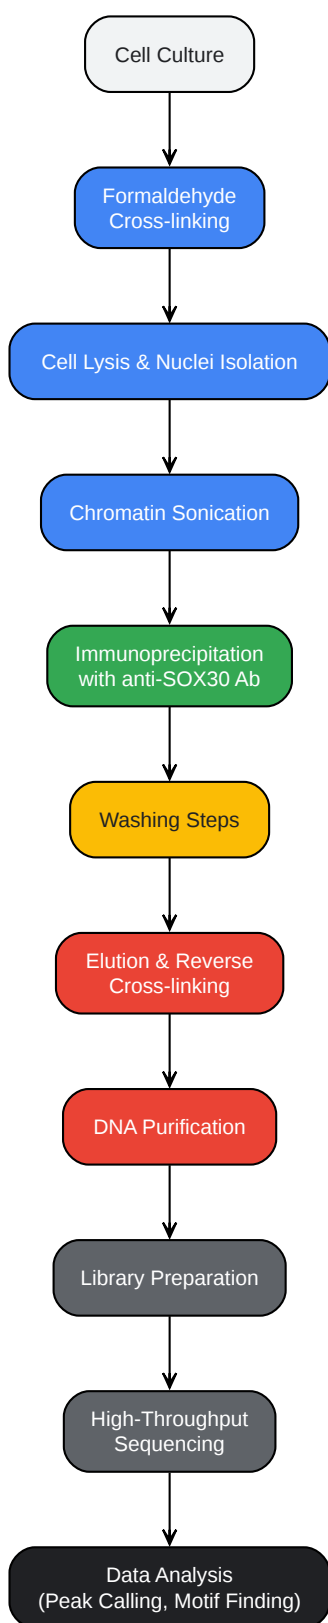 Cell Culture
Formaldehyde
Cross-linking
Cell Lysis & Nuclei Isolation
Chromatin Sonication
Immunoprecipitation
with anti-SOX30 Ab
Washing Steps
Elution & Reverse
Cross-linking
DNA Purification
Library Preparation
High-Throughput
Sequencing
Data Analysis
(Peak Calling, Motif Finding)